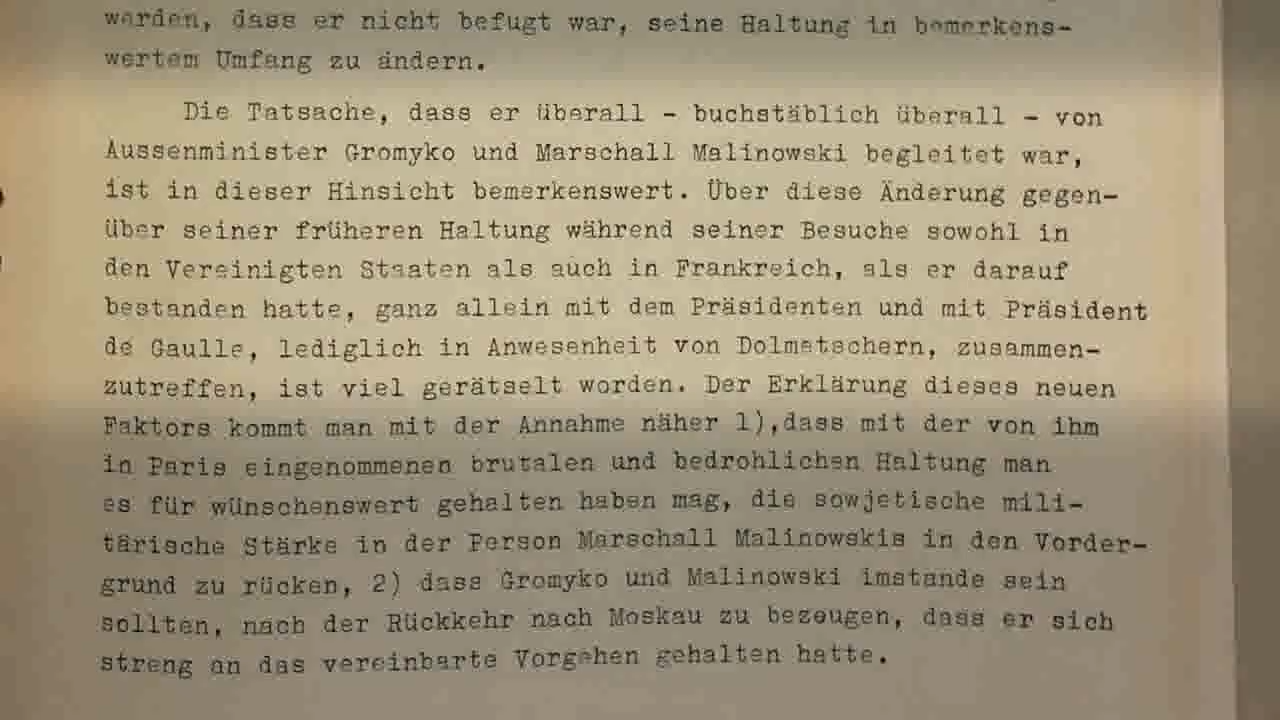 werden, dass er nicht befugt war, seine Haltung in bemerkens-
wertem Umfang zu ändern.
Die Tatsache, dass er überall - buchstäblich überall - von
Aussenminister Gromyko und Marschall Malinowski begleitet war,
ist in dieser Hinsicht bemerkenswert. Über diese Änderung gegen-
über seiner früheren Haltung während seiner Besuche sowohl in
den Vereinigten Staaten als auch in Frankreich, als er darauf
bestanden hatte, ganz allein mit dem Präsidenten und mit Präsident
de Gaulle, lediglich in Anwesenheit von Dolmetschern, zusammen-
zutreffen, ist viel gerätselt worden. Der Erklärung dieses neuen
Faktors kommt man mit der Annahme näher 1),dass mit der von ihm
in Paris eingenommenen brutalen und bedrohlichen Haltung man
es für wünschenswert gehalten haben mag, die sowjetische mili-
tärische Stärke in der Person Marschall Malinowskis in den Vorder-
grund zu rücken, 2) dass Gromyko und Malinowski imstande sein
sollten, nach der Rückkehr nach Moskau zu bezeugen, dass er sich
streng an das vereinbarte Vorgehen gehalten hatte.